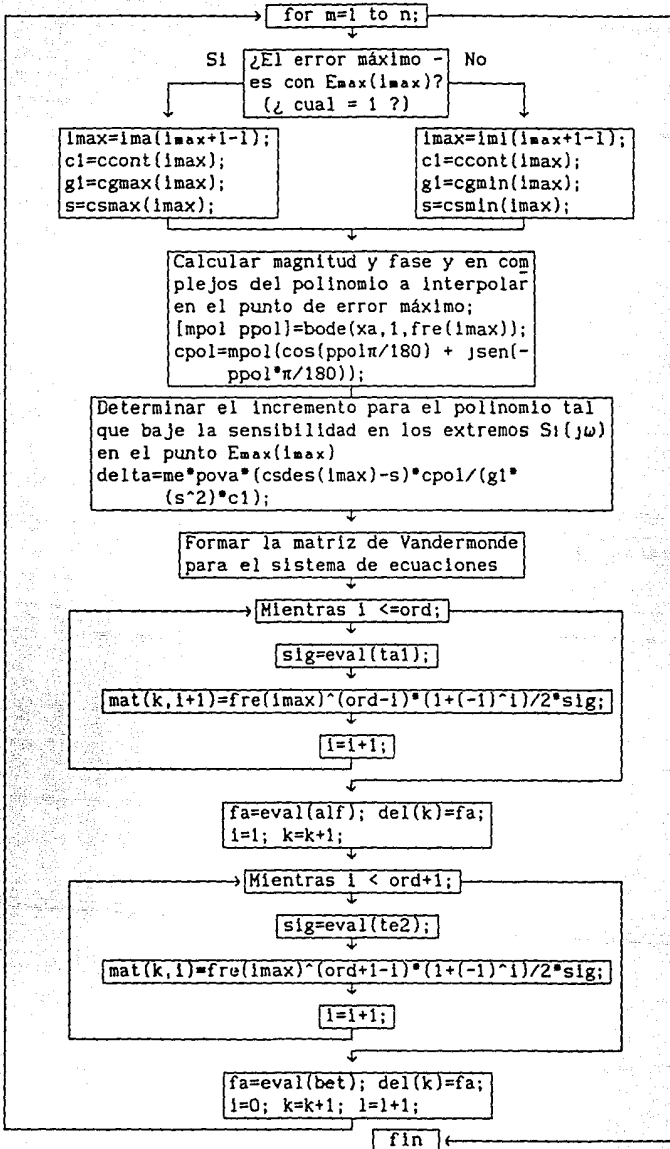 for m=1 to n;
Si
¿El error máximo -
es con Emax(imax)?
(¿ cual = 1 ?)
No
imax=ima(imax+1-l);
c1=ccont(imax);
g1=cgmax(imax);
s=csmax(imax);
imax=imi(imax+1-l);
c1=ccont(imax);
g1=cgmin(imax);
s=csmin(imax);
Calcular magnitud y fase y en com
plejos del polinomio a interpolar
en el punto de error máximo;
[mpol ppol]=bode(xa,1,fre(imax));
cpol=mpol(cos(ppolπ/180) + jsen(-
ppol*π/180));
Determinar el incremento para el polinomio tal
que baje la sensibilidad en los extremos Si(jω)
en el punto Emax(imax)
delta=me*pova*(csdes(imax)-s)*cpol/(g1*
(s^2)*c1);
Formar la matriz de Vandermonde
para el sistema de ecuaciones
Mientras i <=ord;
sig=eval(ta1);
mat(k,i+1)=fre(imax)^(ord-i)*(1+(-1)^i)/2*sig;
i=i+1;
fa=eval(alf); del(k)=fa;
i=1; k=k+1;
Mientras i < ord+1;
sig=eval(te2);
mat(k,i)=fre(imax)^(ord+1-i)*(1+(-1)^i)/2*sig;
i=i+1;
fa=eval(bet); del(k)=fa;
i=0; k=k+1; l=l+1;
fin